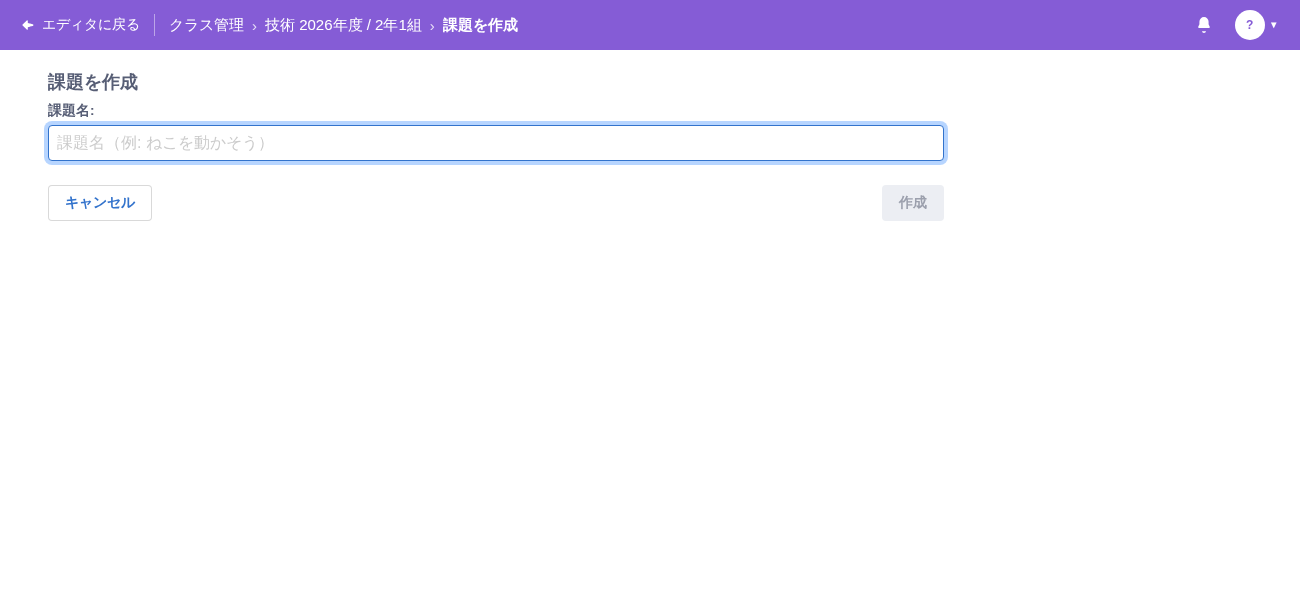 エディタに戻る クラス管理 › 技術 2026年度 / 2年1組 › 課題を作成 ? ▼
課題を作成
課題名:
課題名（例: ねこを動かそう）
キャンセル 作成